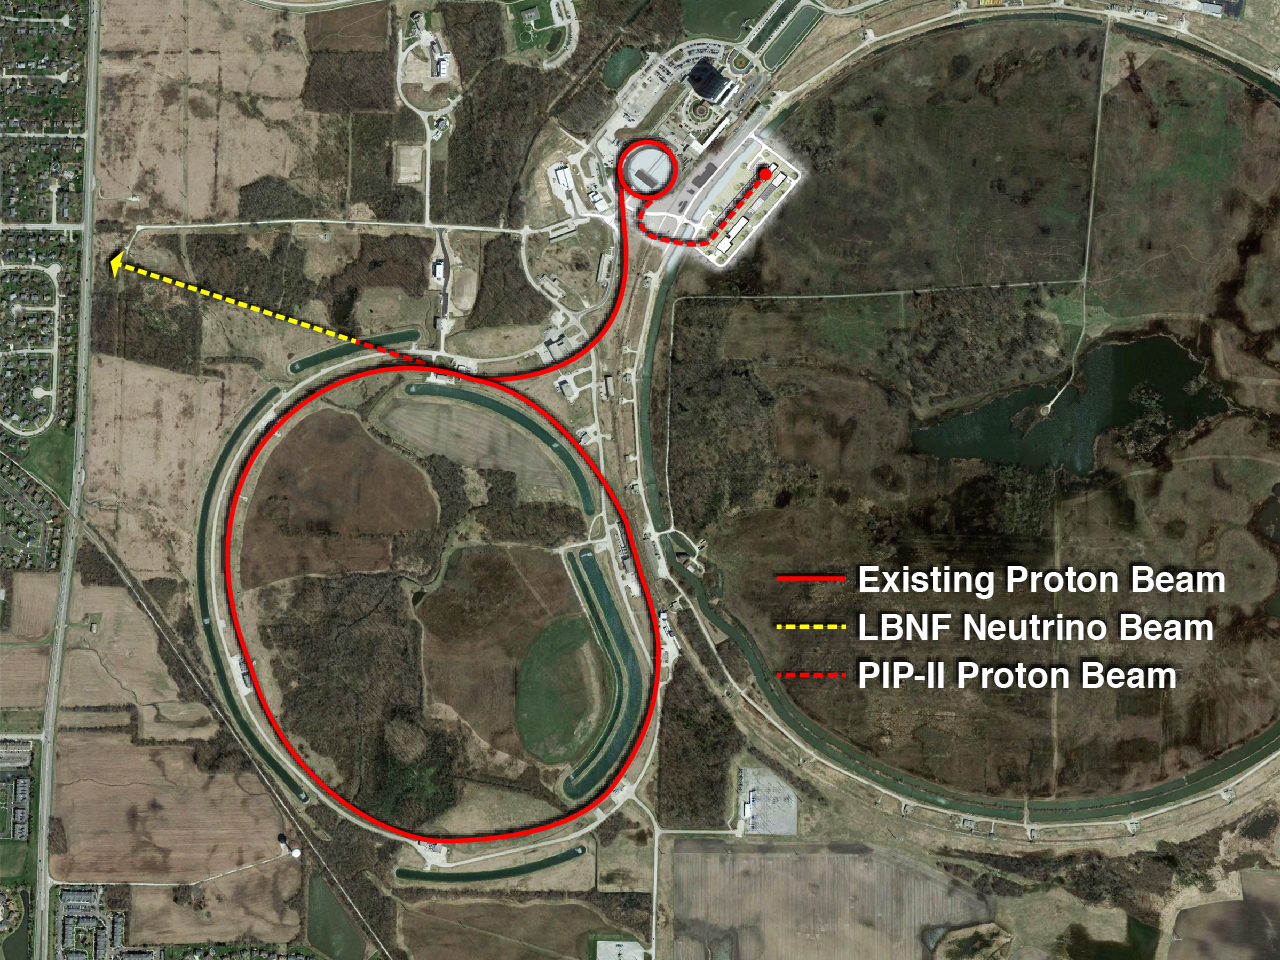 Existing Proton Beam
LBNF Neutrino Beam
PIP-II Proton Beam